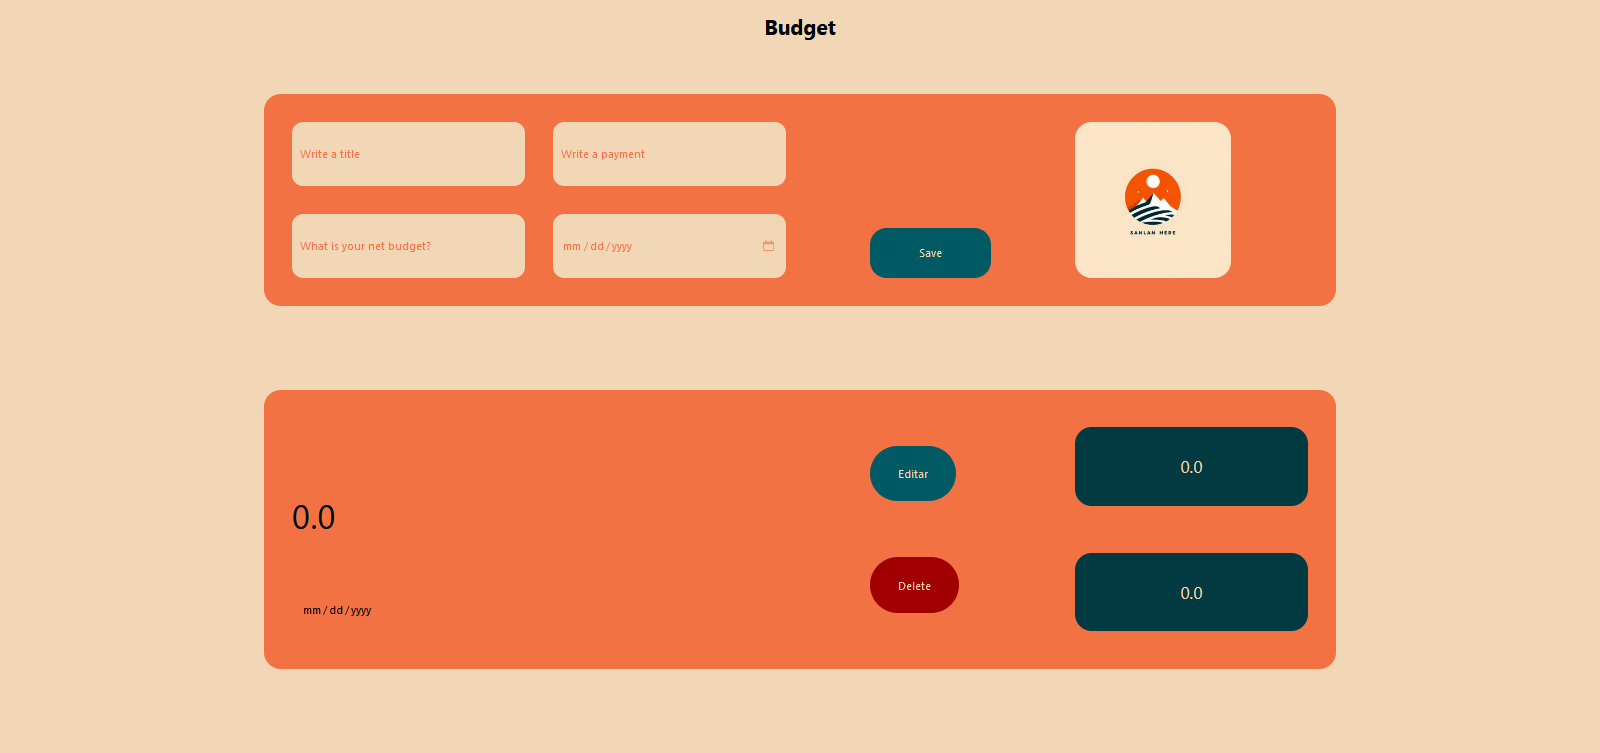 Budget
Write a title
Write a payment
What is your net budget?
mm / dd / yyyy
Save
SANLAN HERE
0.0
mm / dd / yyyy
Editar
Delete
0.0
0.0